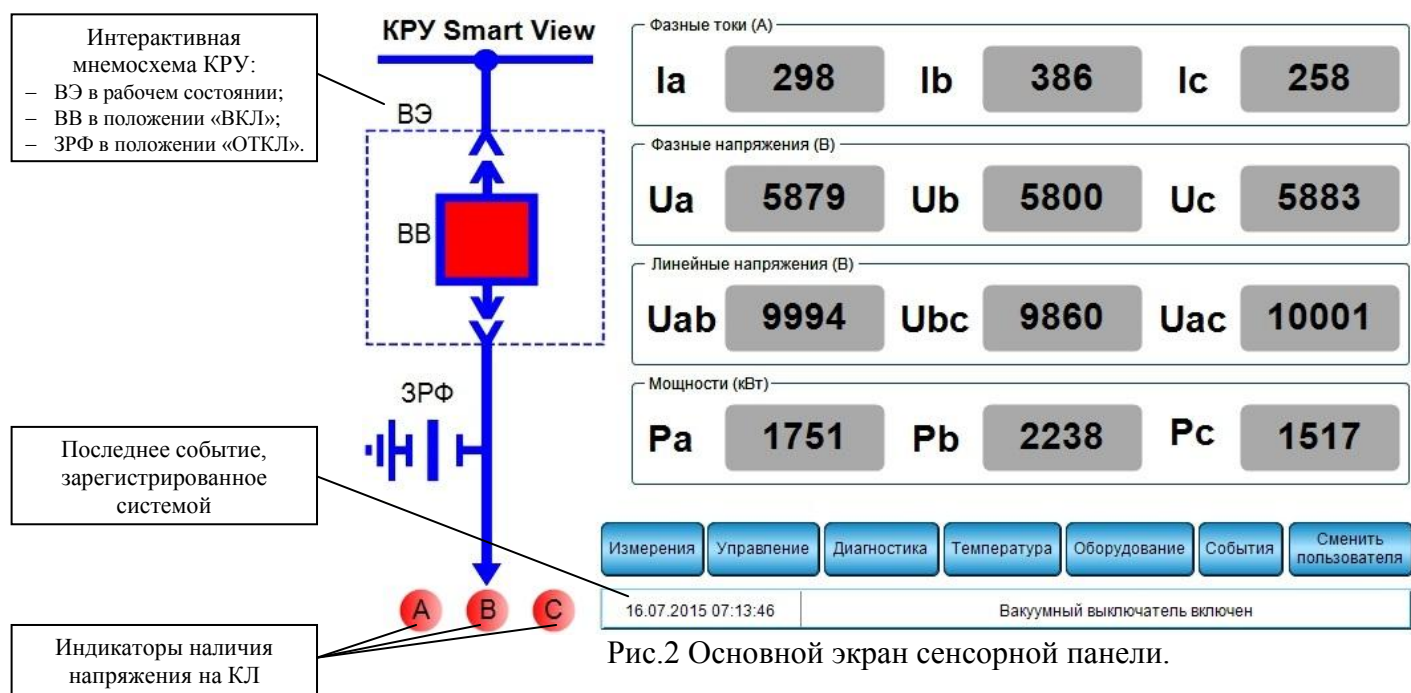 Интерактивная
мнемосхема КРУ:
– ВЭ в рабочем состоянии;
– ВВ в положении «ВКЛ»;
– ЗРФ в положении «ОТКЛ».
Последнее событие,
зарегистрированное
системой
Индикаторы наличия
напряжения на КЛ
КРУ Smart View
ВЭ
ВВ
ЗРФ
A B C
Фазные токи (А)
Ia 298 Ib 386 Ic 258
Фазные напряжения (В)
Ua 5879 Ub 5800 Uc 5883
Линейные напряжения (В)
Uab 9994 Ubc 9860 Uac 10001
Мощности (кВт)
Pa 1751 Pb 2238 Pc 1517
Измерения Управление Диагностика Температура Оборудование События Сменить
пользователя
16.07.2015 07:13:46 Вакуумный выключатель включен
Рис.2 Основной экран сенсорной панели.